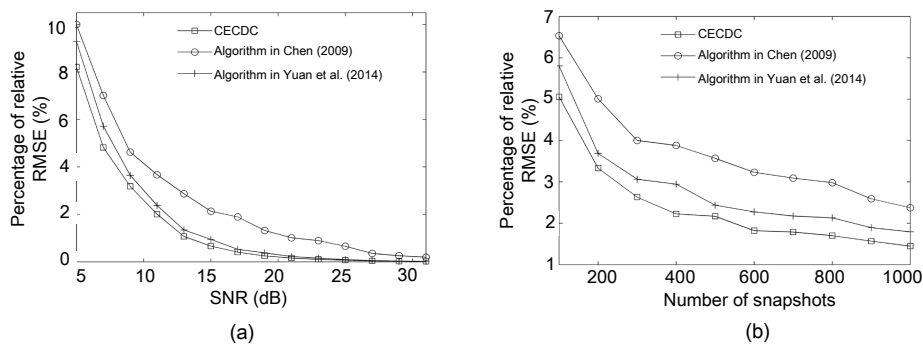 Percentage of relative
RMSE (%)
10
8
6
4
2
0
5
10
15
20
25
30
SNR (dB)
CECDC
Algorithm in Chen (2009)
Algorithm in Yuan et al. (2014)
(a)
Percentage of relative
RMSE (%)
7
6
5
4
3
2
1
200
400
600
800
1000
Number of snapshots
CECDC
Algorithm in Chen (2009)
Algorithm in Yuan et al. (2014)
(b)